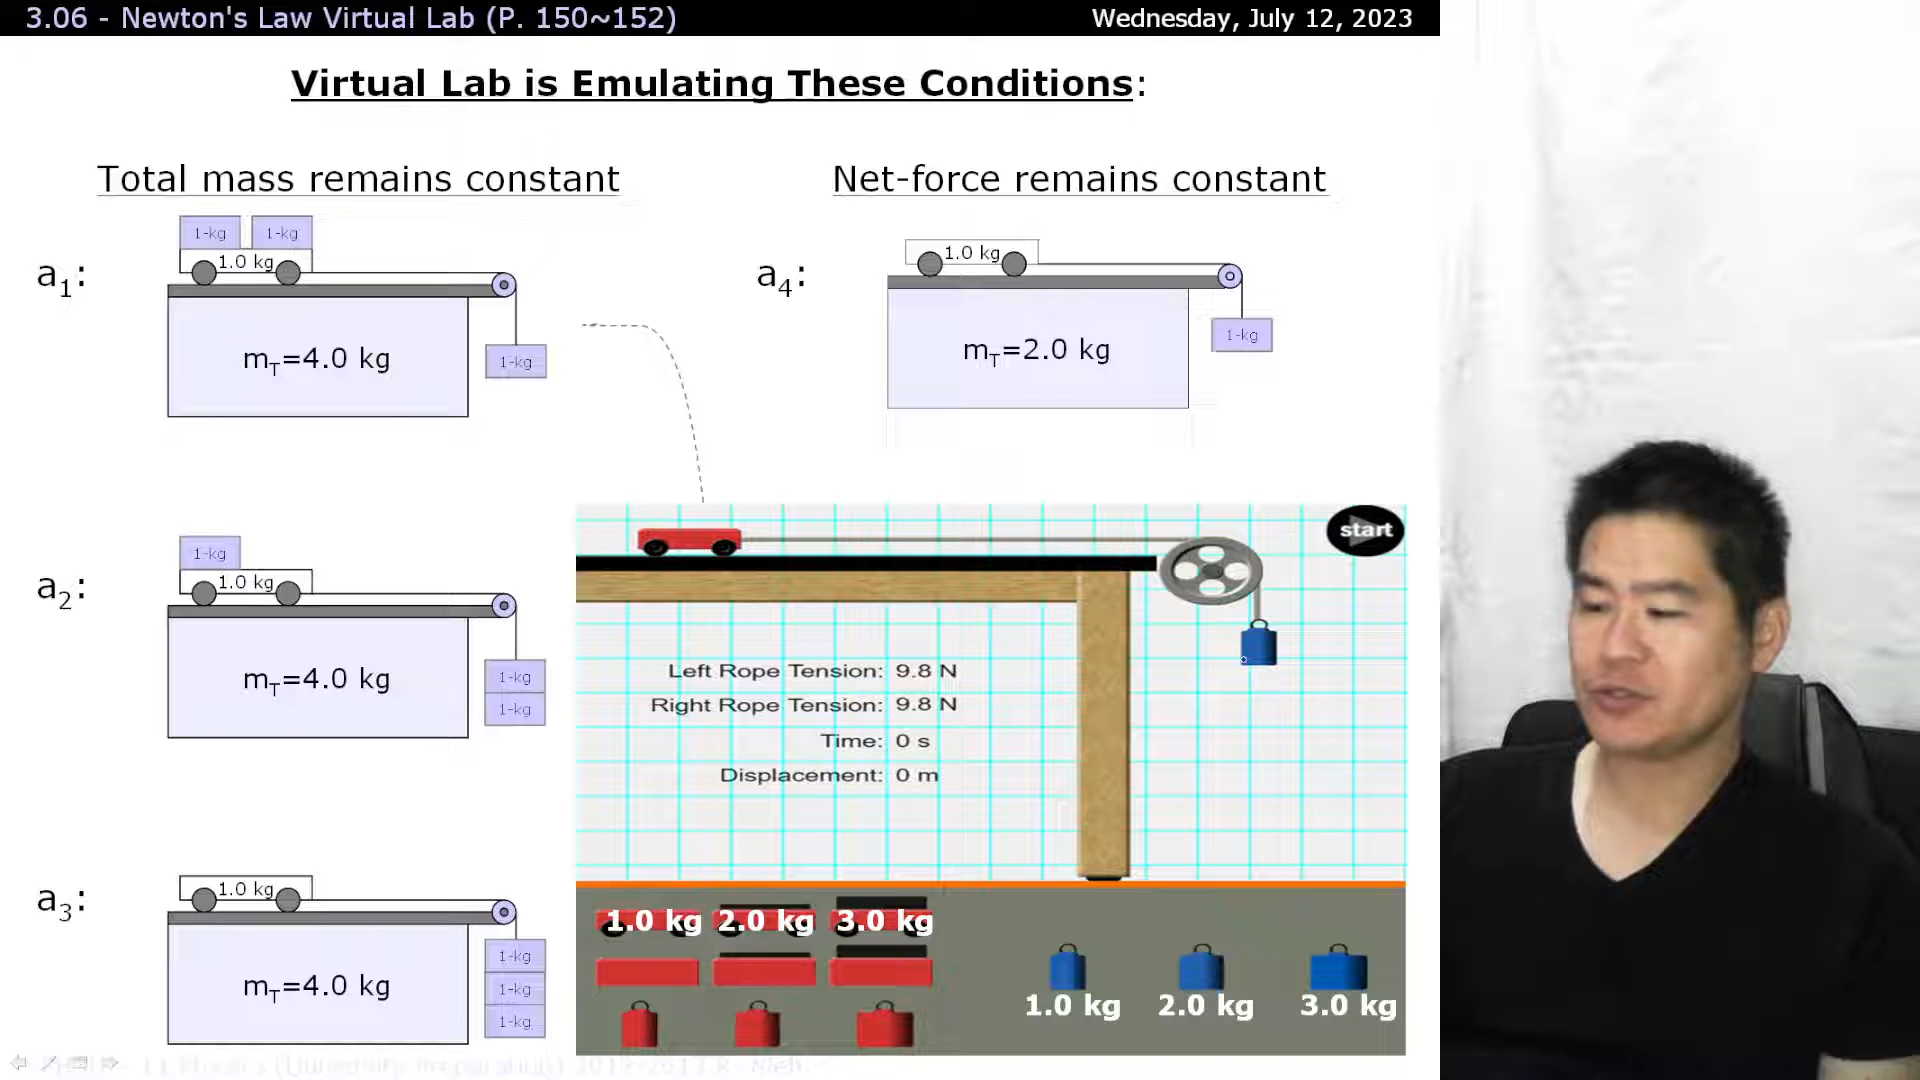 3.06 - Newton's Law Virtual Lab (P. 150~152)
Wednesday, July 12, 2023
Virtual Lab is Emulating These Conditions:
Total mass remains constant
a1:
1-kg 1-kg
1.0 kg
mT=4.0 kg
1-kg
a2:
1-kg
1.0 kg
mT=4.0 kg
1-kg
1-kg
a3:
1.0 kg
mT=4.0 kg
1-kg
1-kg
1-kg
Net-force remains constant
a4:
1.0 kg
mT=2.0 kg
1-kg
start
Left Rope Tension: 9.8 N
Right Rope Tension: 9.8 N
Time: 0 s
Displacement: 0 m
1.0 kg 2.0 kg 3.0 kg
1.0 kg 2.0 kg 3.0 kg